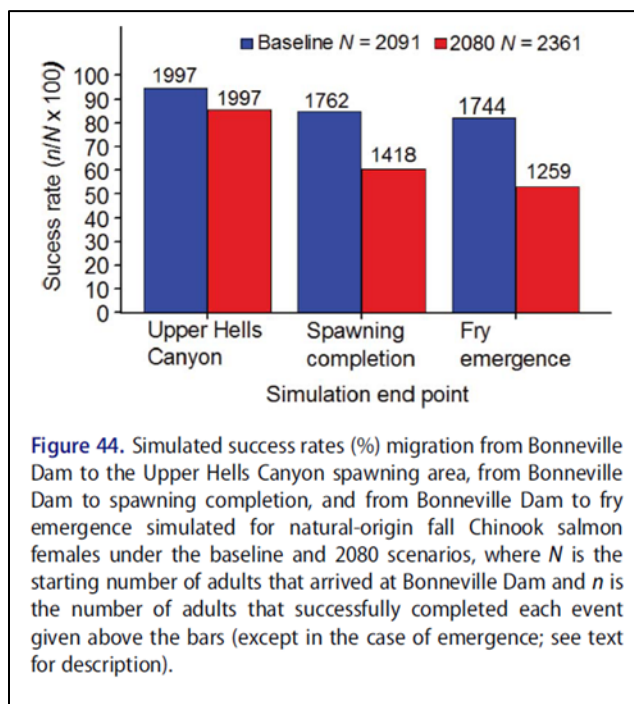 Baseline N = 2091 2080 N = 2361
Sucess rate (n/N x 100)
100
90
80
70
60
50
40
30
20
10
0
1997
1997
1762
1418
1744
1259
Upper Hells
Canyon
Spawning
completion
Fry
emergence
Simulation end point
Figure 44. Simulated success rates (%) migration from Bonneville
Dam to the Upper Hells Canyon spawning area, from Bonneville
Dam to spawning completion, and from Bonneville Dam to fry
emergence simulated for natural-origin fall Chinook salmon
females under the baseline and 2080 scenarios, where N is the
starting number of adults that arrived at Bonneville Dam and n is
the number of adults that successfully completed each event
given above the bars (except in the case of emergence; see text
for description).